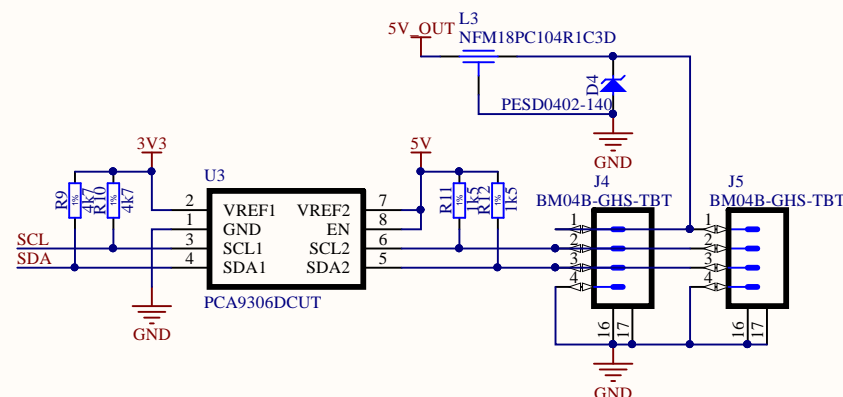 L3
5V_OUT NFM18PC104R1C3D
D4
PESD0402-140
GND
3V3
5V
R9 4k7 1%
R10 4k7 1%
U3
R11 1k5 1%
R12 1k5 1%
J4
BM04B-GHS-TBT
J5
BM04B-GHS-TBT
2 VREF1 VREF2 7
1 GND EN 8
SCL 3 SCL1 SCL2 6
SDA 4 SDA1 SDA2 5
PCA9306DCUT
GND
1
2
3
4
16 17
1
2
3
4
16 17
GND